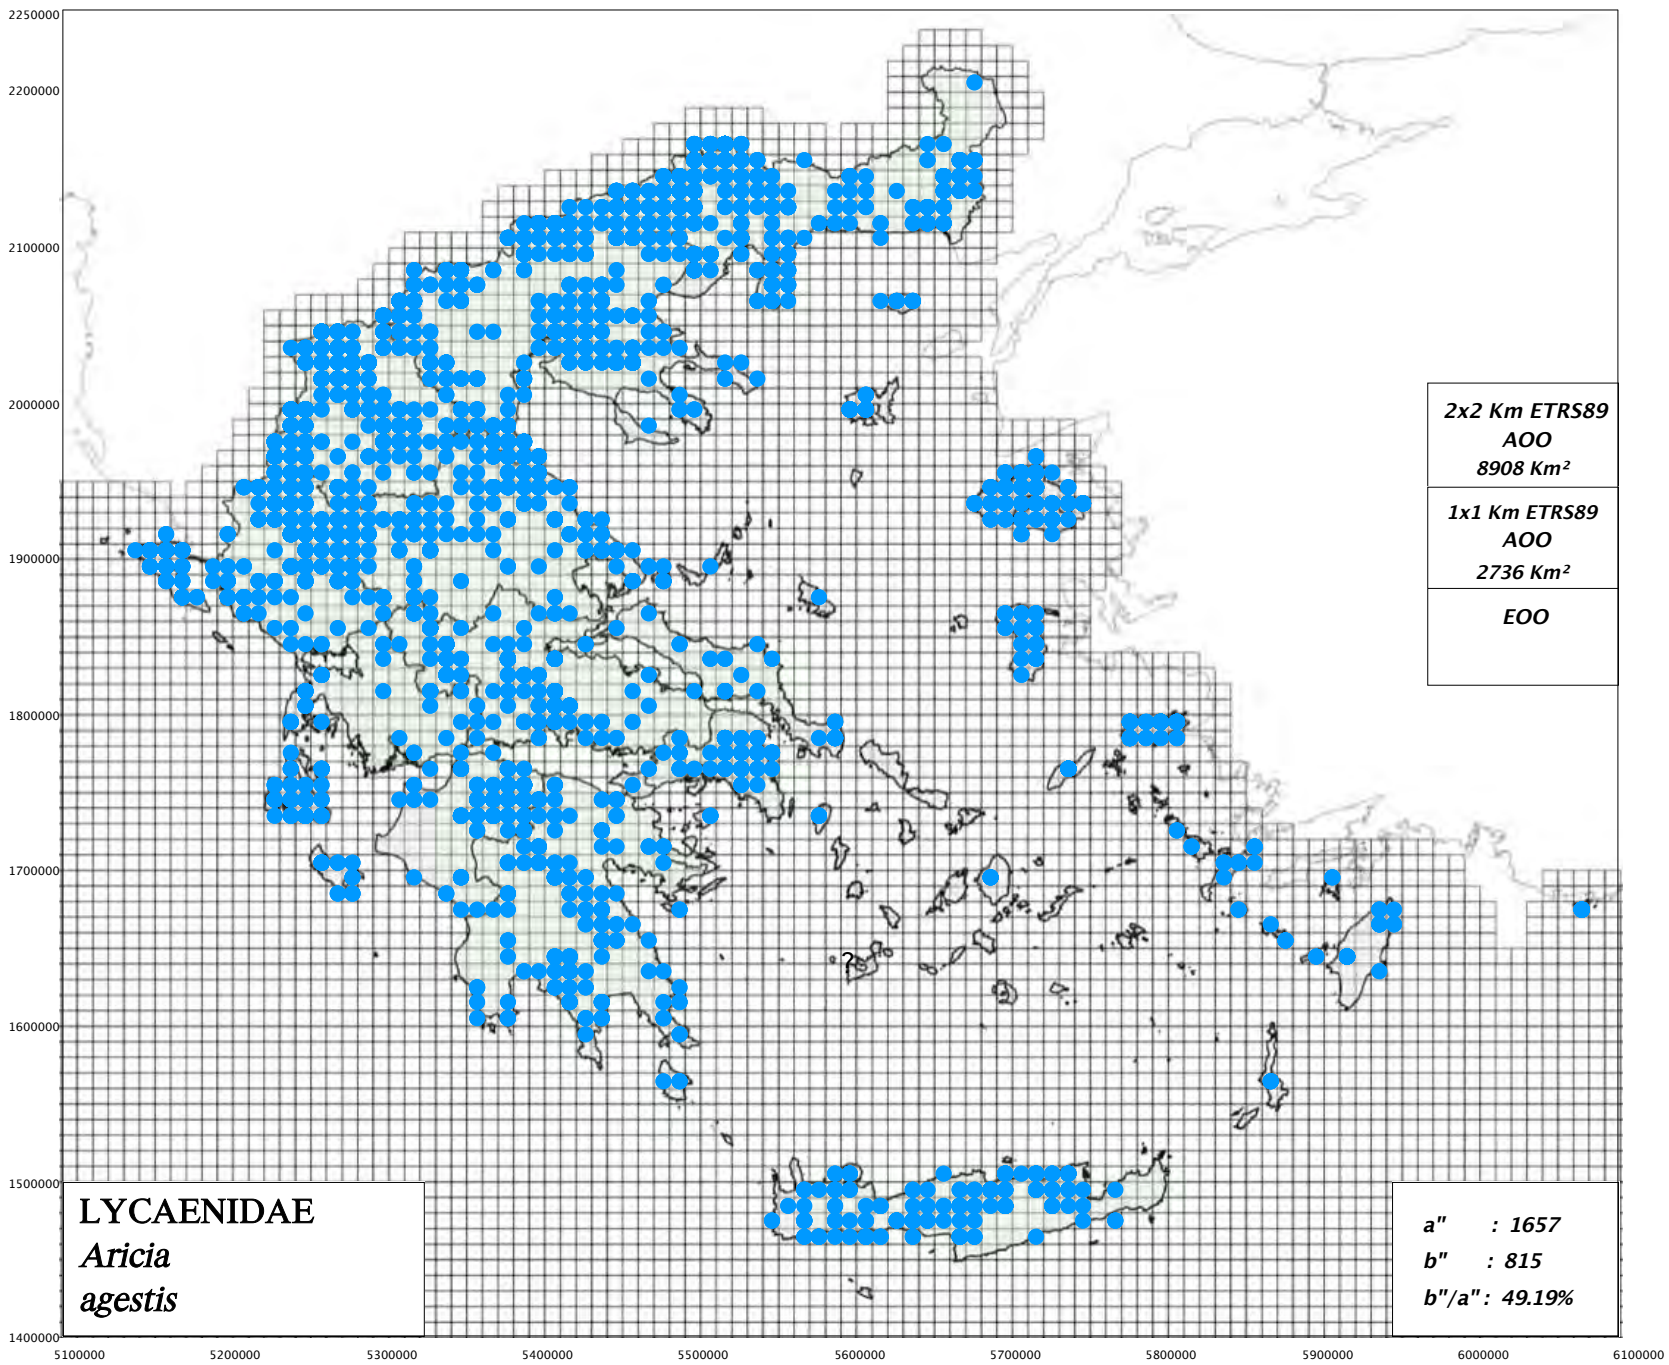 2250000
2200000
2100000
2000000
1900000
1800000
1700000
1600000
1500000
1400000
2x2 Km ETRS89
AOO
8908 Km²
1x1 Km ETRS89
AOO
2736 Km²
EOO
?
LYCAENIDAE
Aricia
agestis
a" : 1657
b" : 815
b"/a" : 49.19%
5100000 5200000 5300000 5400000 5500000 5600000 5700000 5800000 5900000 6000000 6100000